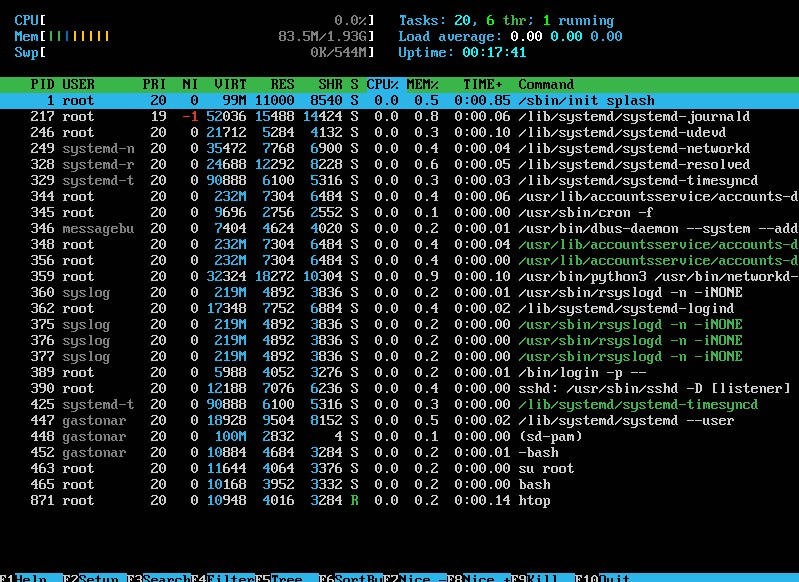 CPU[ 0.0%] Tasks: 20, 6 thr; 1 running
Mem[|||||||||| 83.5M/1.93G] Load average: 0.00 0.00 0.00
Swp[ 0K/544M] Uptime: 00:17:41
PID USER PRI NI VIRT RES SHR S CPU% MEM% TIME+ Command
1 root 20 0 99M 11000 8540 S 0.0 0.5 0:00.85 /sbin/init splash
217 root 19 -1 52036 15488 14424 S 0.0 0.8 0:00.06 /lib/systemd/systemd-journald
246 root 20 0 21712 5284 4132 S 0.0 0.3 0:00.10 /lib/systemd/systemd-udevd
249 systemd-n 20 0 35472 7768 6900 S 0.0 0.4 0:00.04 /lib/systemd/systemd-networkd
328 systemd-r 20 0 24688 12292 8228 S 0.0 0.6 0:00.05 /lib/systemd/systemd-resolved
329 systemd-t 20 0 90888 6100 5316 S 0.0 0.3 0:00.03 /lib/systemd/systemd-timesyncd
344 root 20 0 232M 7304 6484 S 0.0 0.4 0:00.06 /usr/lib/accountsservice/accounts-d
345 root 20 0 9696 2756 2552 S 0.0 0.1 0:00.00 /usr/sbin/cron -f
346 messagebu 20 0 7404 4624 4020 S 0.0 0.2 0:00.01 /usr/bin/dbus-daemon --system --add
348 root 20 0 232M 7304 6484 S 0.0 0.4 0:00.04 /usr/lib/accountsservice/accounts-d
356 root 20 0 232M 7304 6484 S 0.0 0.4 0:00.00 /usr/lib/accountsservice/accounts-d
359 root 20 0 32324 18272 10304 S 0.0 0.9 0:00.10 /usr/bin/python3 /usr/bin/networkd-
360 syslog 20 0 219M 4892 3836 S 0.0 0.2 0:00.01 /usr/sbin/rsyslogd -n -iNONE
362 root 20 0 17348 7752 6884 S 0.0 0.4 0:00.02 /lib/systemd/systemd-logind
375 syslog 20 0 219M 4892 3836 S 0.0 0.2 0:00.00 /usr/sbin/rsyslogd -n -iNONE
376 syslog 20 0 219M 4892 3836 S 0.0 0.2 0:00.00 /usr/sbin/rsyslogd -n -iNONE
377 syslog 20 0 219M 4892 3836 S 0.0 0.2 0:00.00 /usr/sbin/rsyslogd -n -iNONE
389 root 20 0 5988 4052 3276 S 0.0 0.2 0:00.01 /bin/login -p --
390 root 20 0 12188 7076 6236 S 0.0 0.4 0:00.00 sshd: /usr/sbin/sshd -D [listener]
425 systemd-t 20 0 90888 6100 5316 S 0.0 0.3 0:00.00 /lib/systemd/systemd-timesyncd
447 gastonar 20 0 18928 9504 8152 S 0.0 0.5 0:00.02 /lib/systemd/systemd --user
448 gastonar 20 0 100M 2832 4 S 0.0 0.1 0:00.00 (sd-pam)
452 gastonar 20 0 10884 4684 3284 S 0.0 0.2 0:00.01 -bash
463 root 20 0 11644 4064 3376 S 0.0 0.2 0:00.00 su root
465 root 20 0 10168 3952 3332 S 0.0 0.2 0:00.00 bash
871 root 20 0 10948 4016 3284 R 0.0 0.2 0:00.14 htop
F1Help F2Setup F3SearchF4FilterF5Tree F6SortByF7Nice -F8Nice +F9Kill F10Quit